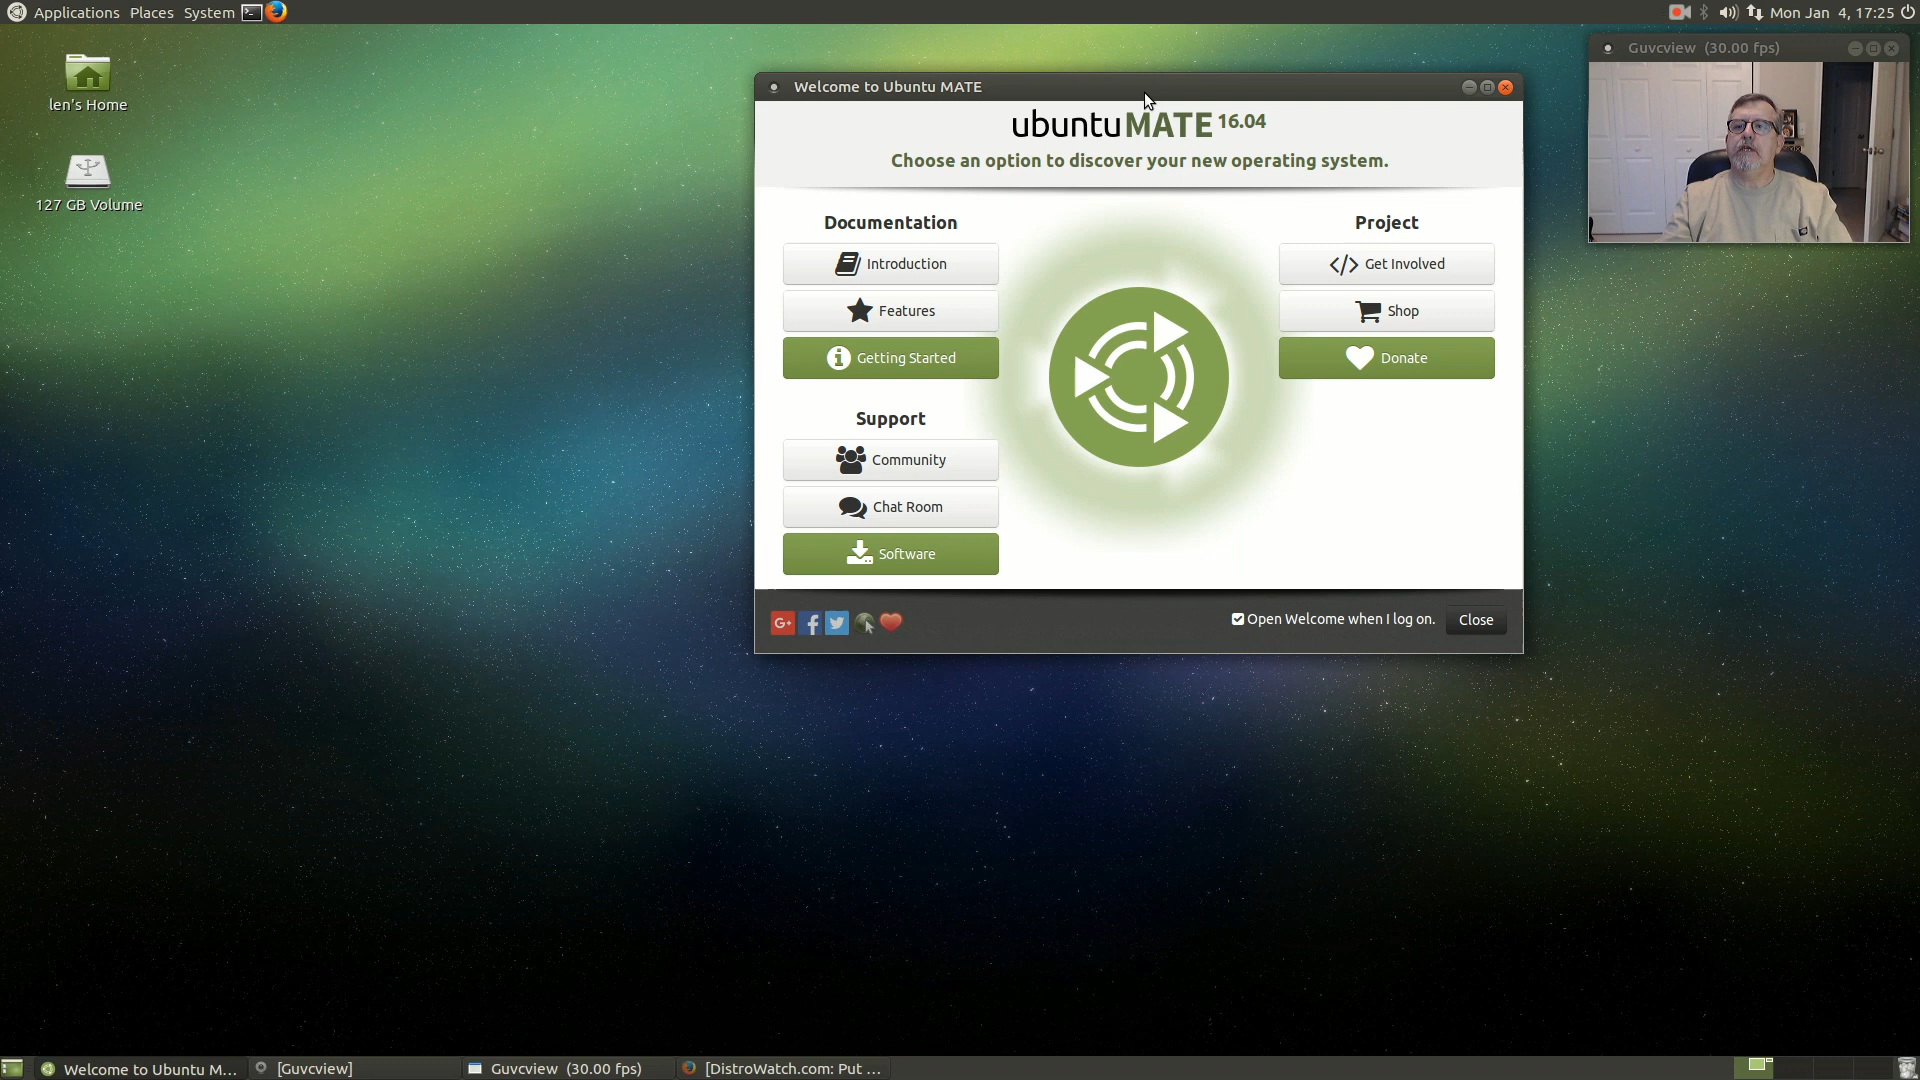 Applications Places System Mon Jan 4, 17:25
len's Home
127 GB Volume
Guvcview (30.00 fps)
Welcome to Ubuntu MATE
ubuntu MATE 16.04
Choose an option to discover your new operating system.
Documentation
Introduction
Features
Getting Started
Support
Community
Chat Room
Software
Project
Get Involved
Shop
Donate
G+ f
Open Welcome when I log on. Close
Welcome to Ubuntu M... [Guvcview] Guvcview (30.00 fps) [DistroWatch.com: Put ...